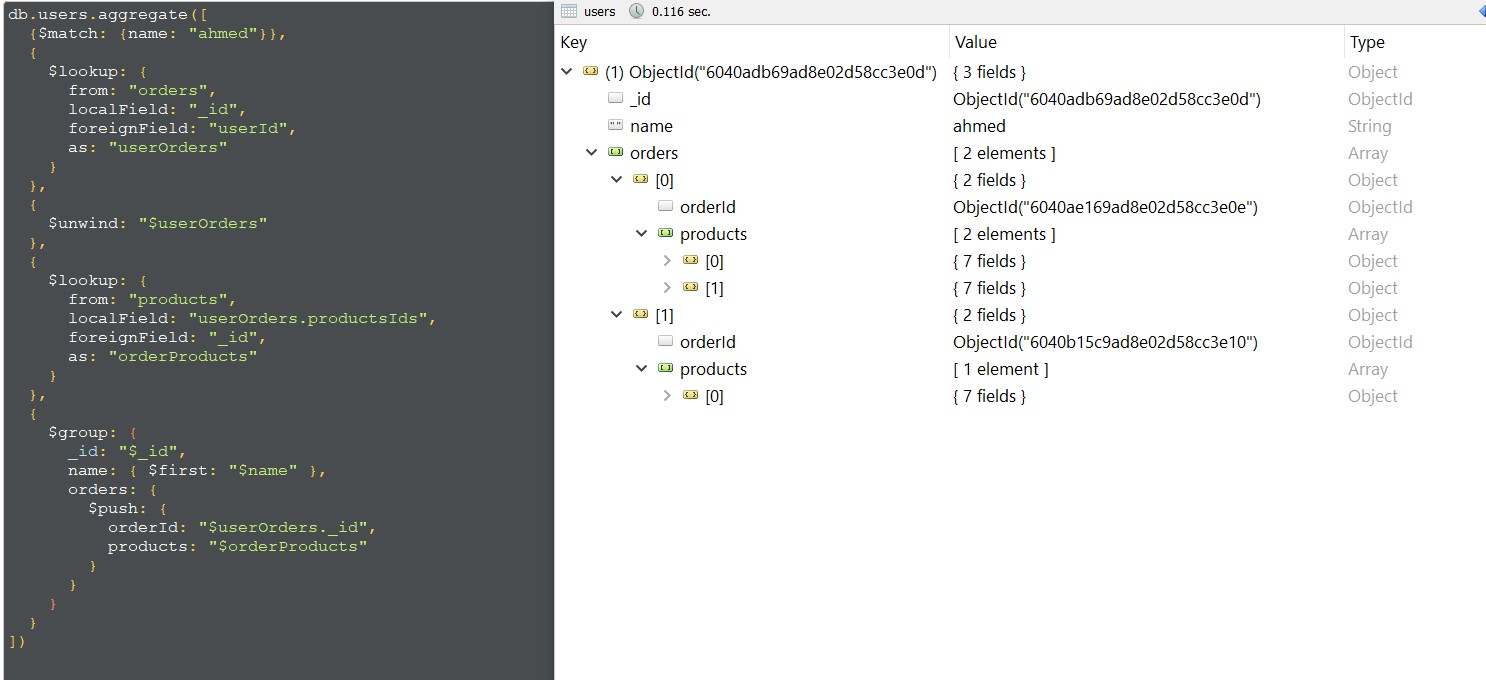 db.users.aggregate([
  {$match: {name: "ahmed"}},
  {
    $lookup: {
      from: "orders",
      localField: "_id",
      foreignField: "userId",
      as: "userOrders"
    }
  },
  {
    $unwind: "$userOrders"
  },
  {
    $lookup: {
      from: "products",
      localField: "userOrders.productsIds",
      foreignField: "_id",
      as: "orderProducts"
    }
  },
  {
    $group: {
      _id: "$_id",
      name: { $first: "$name" },
      orders: {
        $push: {
          orderId: "$userOrders._id",
          products: "$orderProducts"
        }
      }
    }
  }
])
users 0.116 sec.
Key Value Type
(1) ObjectId("6040adb69ad8e02d58cc3e0d") { 3 fields } Object
_id ObjectId("6040adb69ad8e02d58cc3e0d") ObjectId
" " name ahmed String
orders [ 2 elements ] Array
[0] { 2 fields } Object
orderId ObjectId("6040ae169ad8e02d58cc3e0e") ObjectId
products [ 2 elements ] Array
[0] { 7 fields } Object
[1] { 7 fields } Object
[1] { 2 fields } Object
orderId ObjectId("6040b15c9ad8e02d58cc3e10") ObjectId
products [ 1 element ] Array
[0] { 7 fields } Object